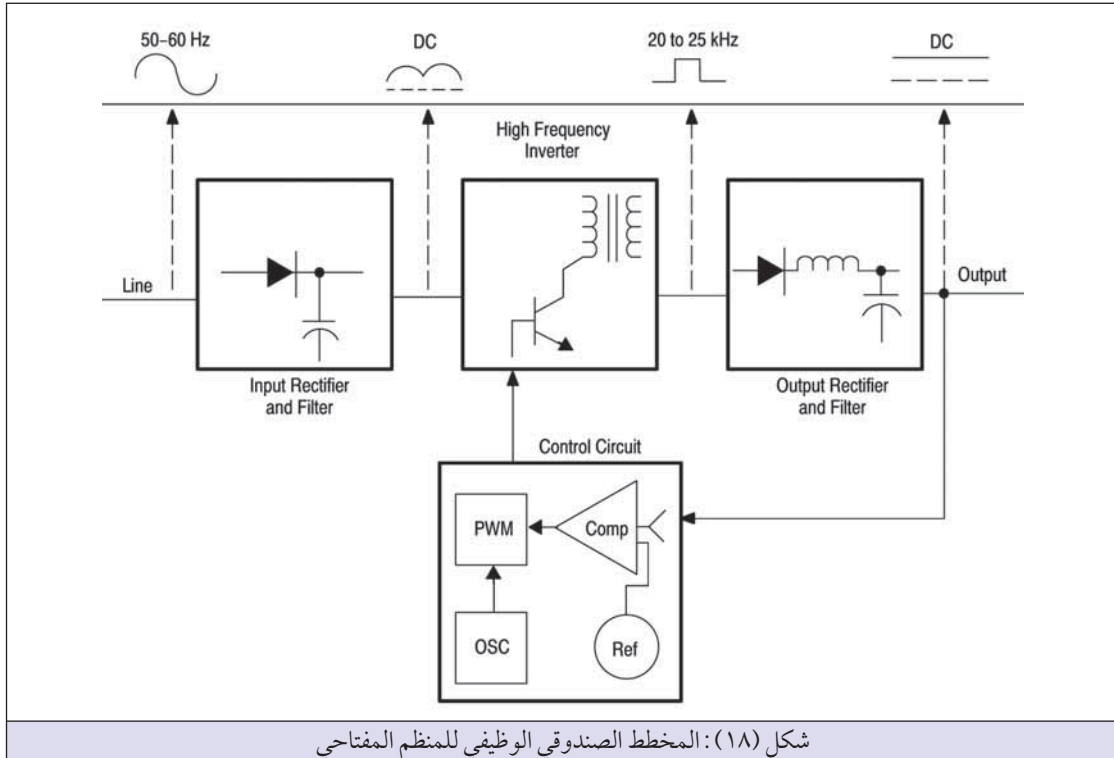 50–60 Hz
DC
20 to 25 kHz
DC
High Frequency
Inverter
Line
Output
Input Rectifier
and Filter
Output Rectifier
and Filter
Control Circuit
PWM
Comp
OSC
Ref
شكل (١٨): المخطط الصندوقي الوظيفي للمنظم المفتاحي